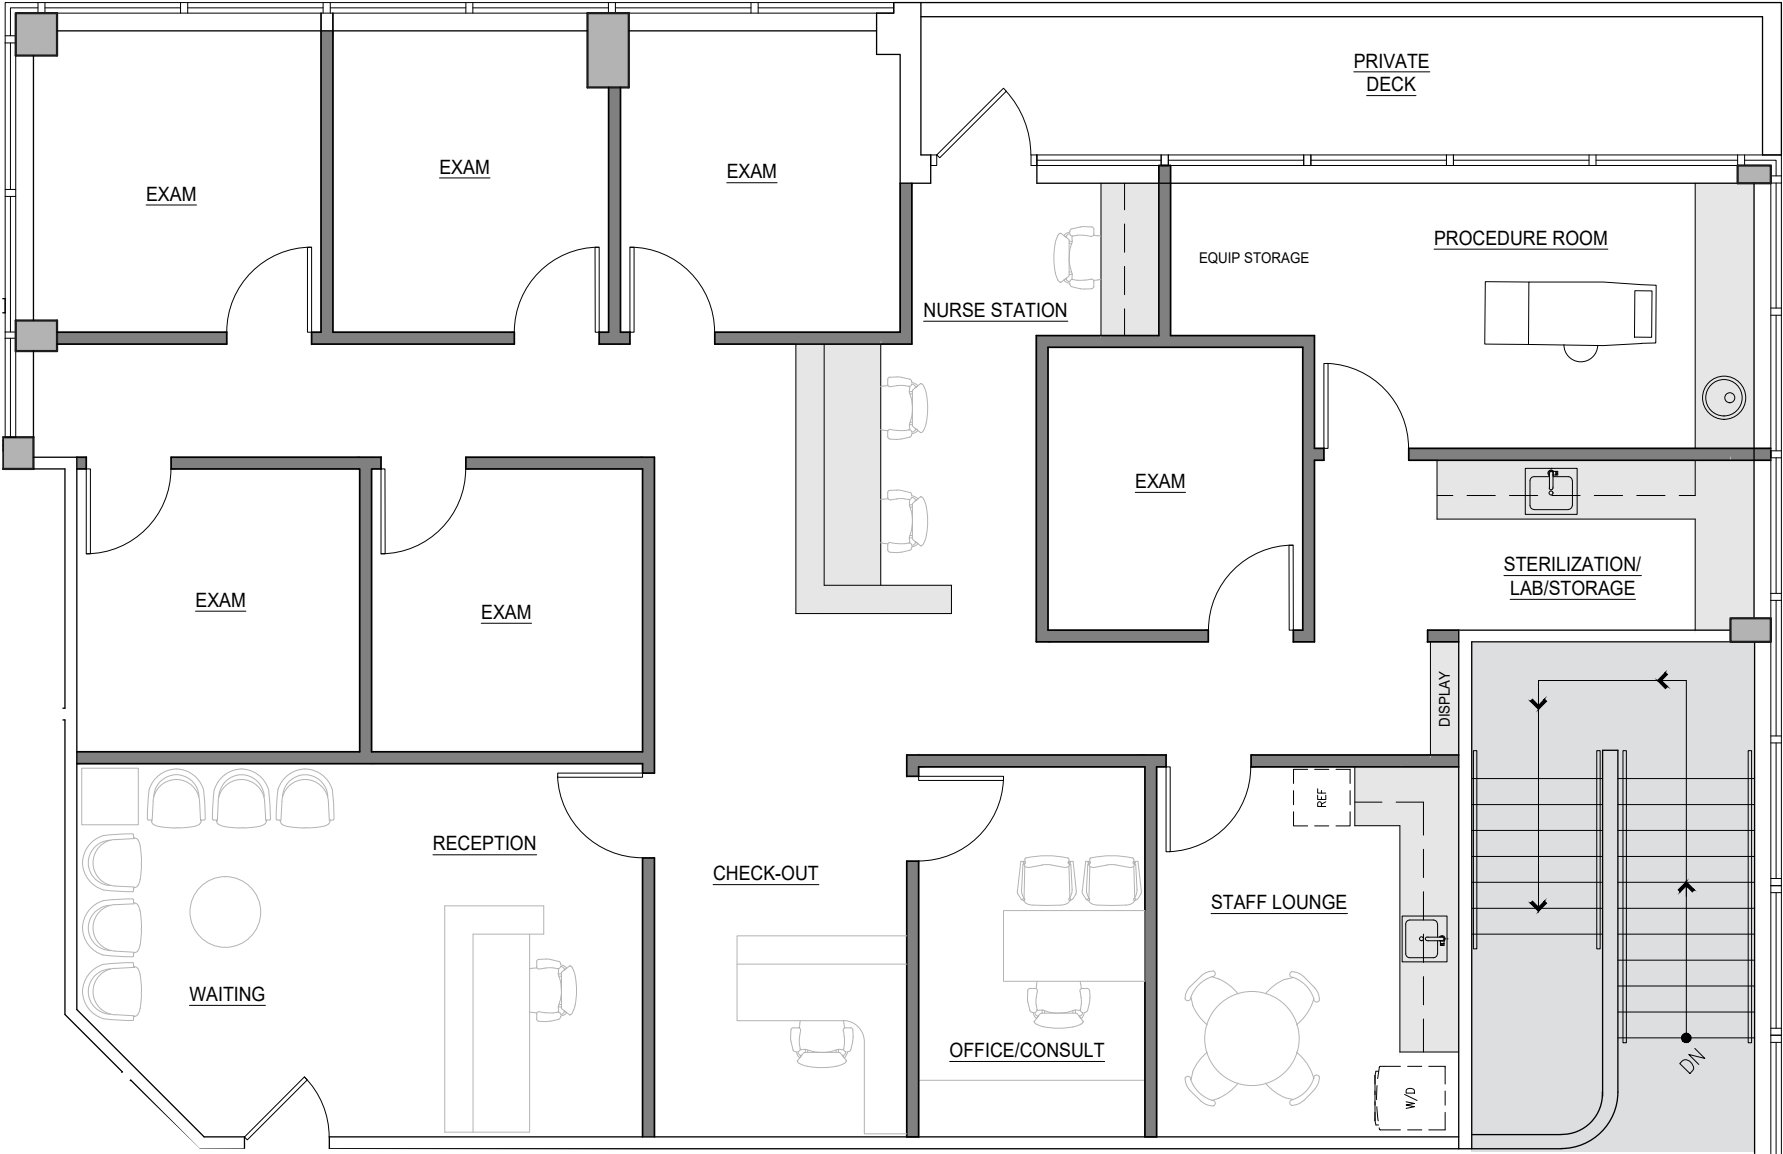 PRIVATE
DECK
EXAM
EXAM
EXAM
EQUIP STORAGE
PROCEDURE ROOM
NURSE STATION
EXAM
EXAM
EXAM
STERILIZATION/
LAB/STORAGE
DISPLAY
REF
RECEPTION
CHECK-OUT
STAFF LOUNGE
WAITING
OFFICE/CONSULT
W/D
DN